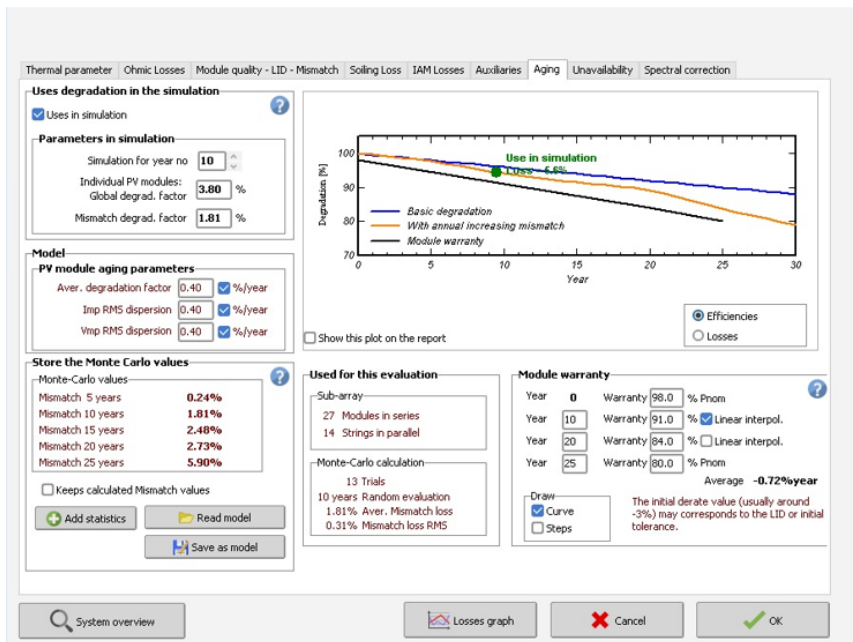 Thermal parameter Ohmic Losses Module quality - LID - Mismatch Soiling Loss IAM Losses Auxiliaries Aging Unavailability Spectral correction
Uses degradation in the simulation
Uses in simulation
Parameters in simulation
Simulation for year no 10
Individual PV modules:
Global degrad. factor 3.80 %
Mismatch degrad. factor 1.81 %
Model
PV module aging parameters
Aver. degradation factor 0.40 %/year
Imp RMS dispersion 0.40 %/year
Vmp RMS dispersion 0.40 %/year
Store the Monte Carlo values
Monte-Carlo values
Mismatch 5 years 0.24%
Mismatch 10 years 1.81%
Mismatch 15 years 2.48%
Mismatch 20 years 2.73%
Mismatch 25 years 5.90%
Keeps calculated Mismatch values
Add statistics Read model
Save as model
Degradation [%]
100
90
80
70
0 5 10 15 20 25 30
Year
Use in simulation
Loss 5.6%
Basic degradation
With annual increasing mismatch
Module warranty
Show this plot on the report
Efficiencies
Losses
Used for this evaluation
Sub-array
27 Modules in series
14 Strings in parallel
Monte-Carlo calculation
13 Trials
10 years Random evaluation
1.81% Aver. Mismatch loss
0.31% Mismatch loss RMS
Module warranty
Year 0 Warranty 98.0 % Pnom
Year 10 Warranty 91.0 % Linear interpol.
Year 20 Warranty 84.0 % Linear interpol.
Year 25 Warranty 80.0 % Pnom
Average -0.72%year
Draw
Curve
Steps
The initial derate value (usually around
-3%) may corresponds to the LID or initial
tolerance.
System overview Losses graph Cancel OK